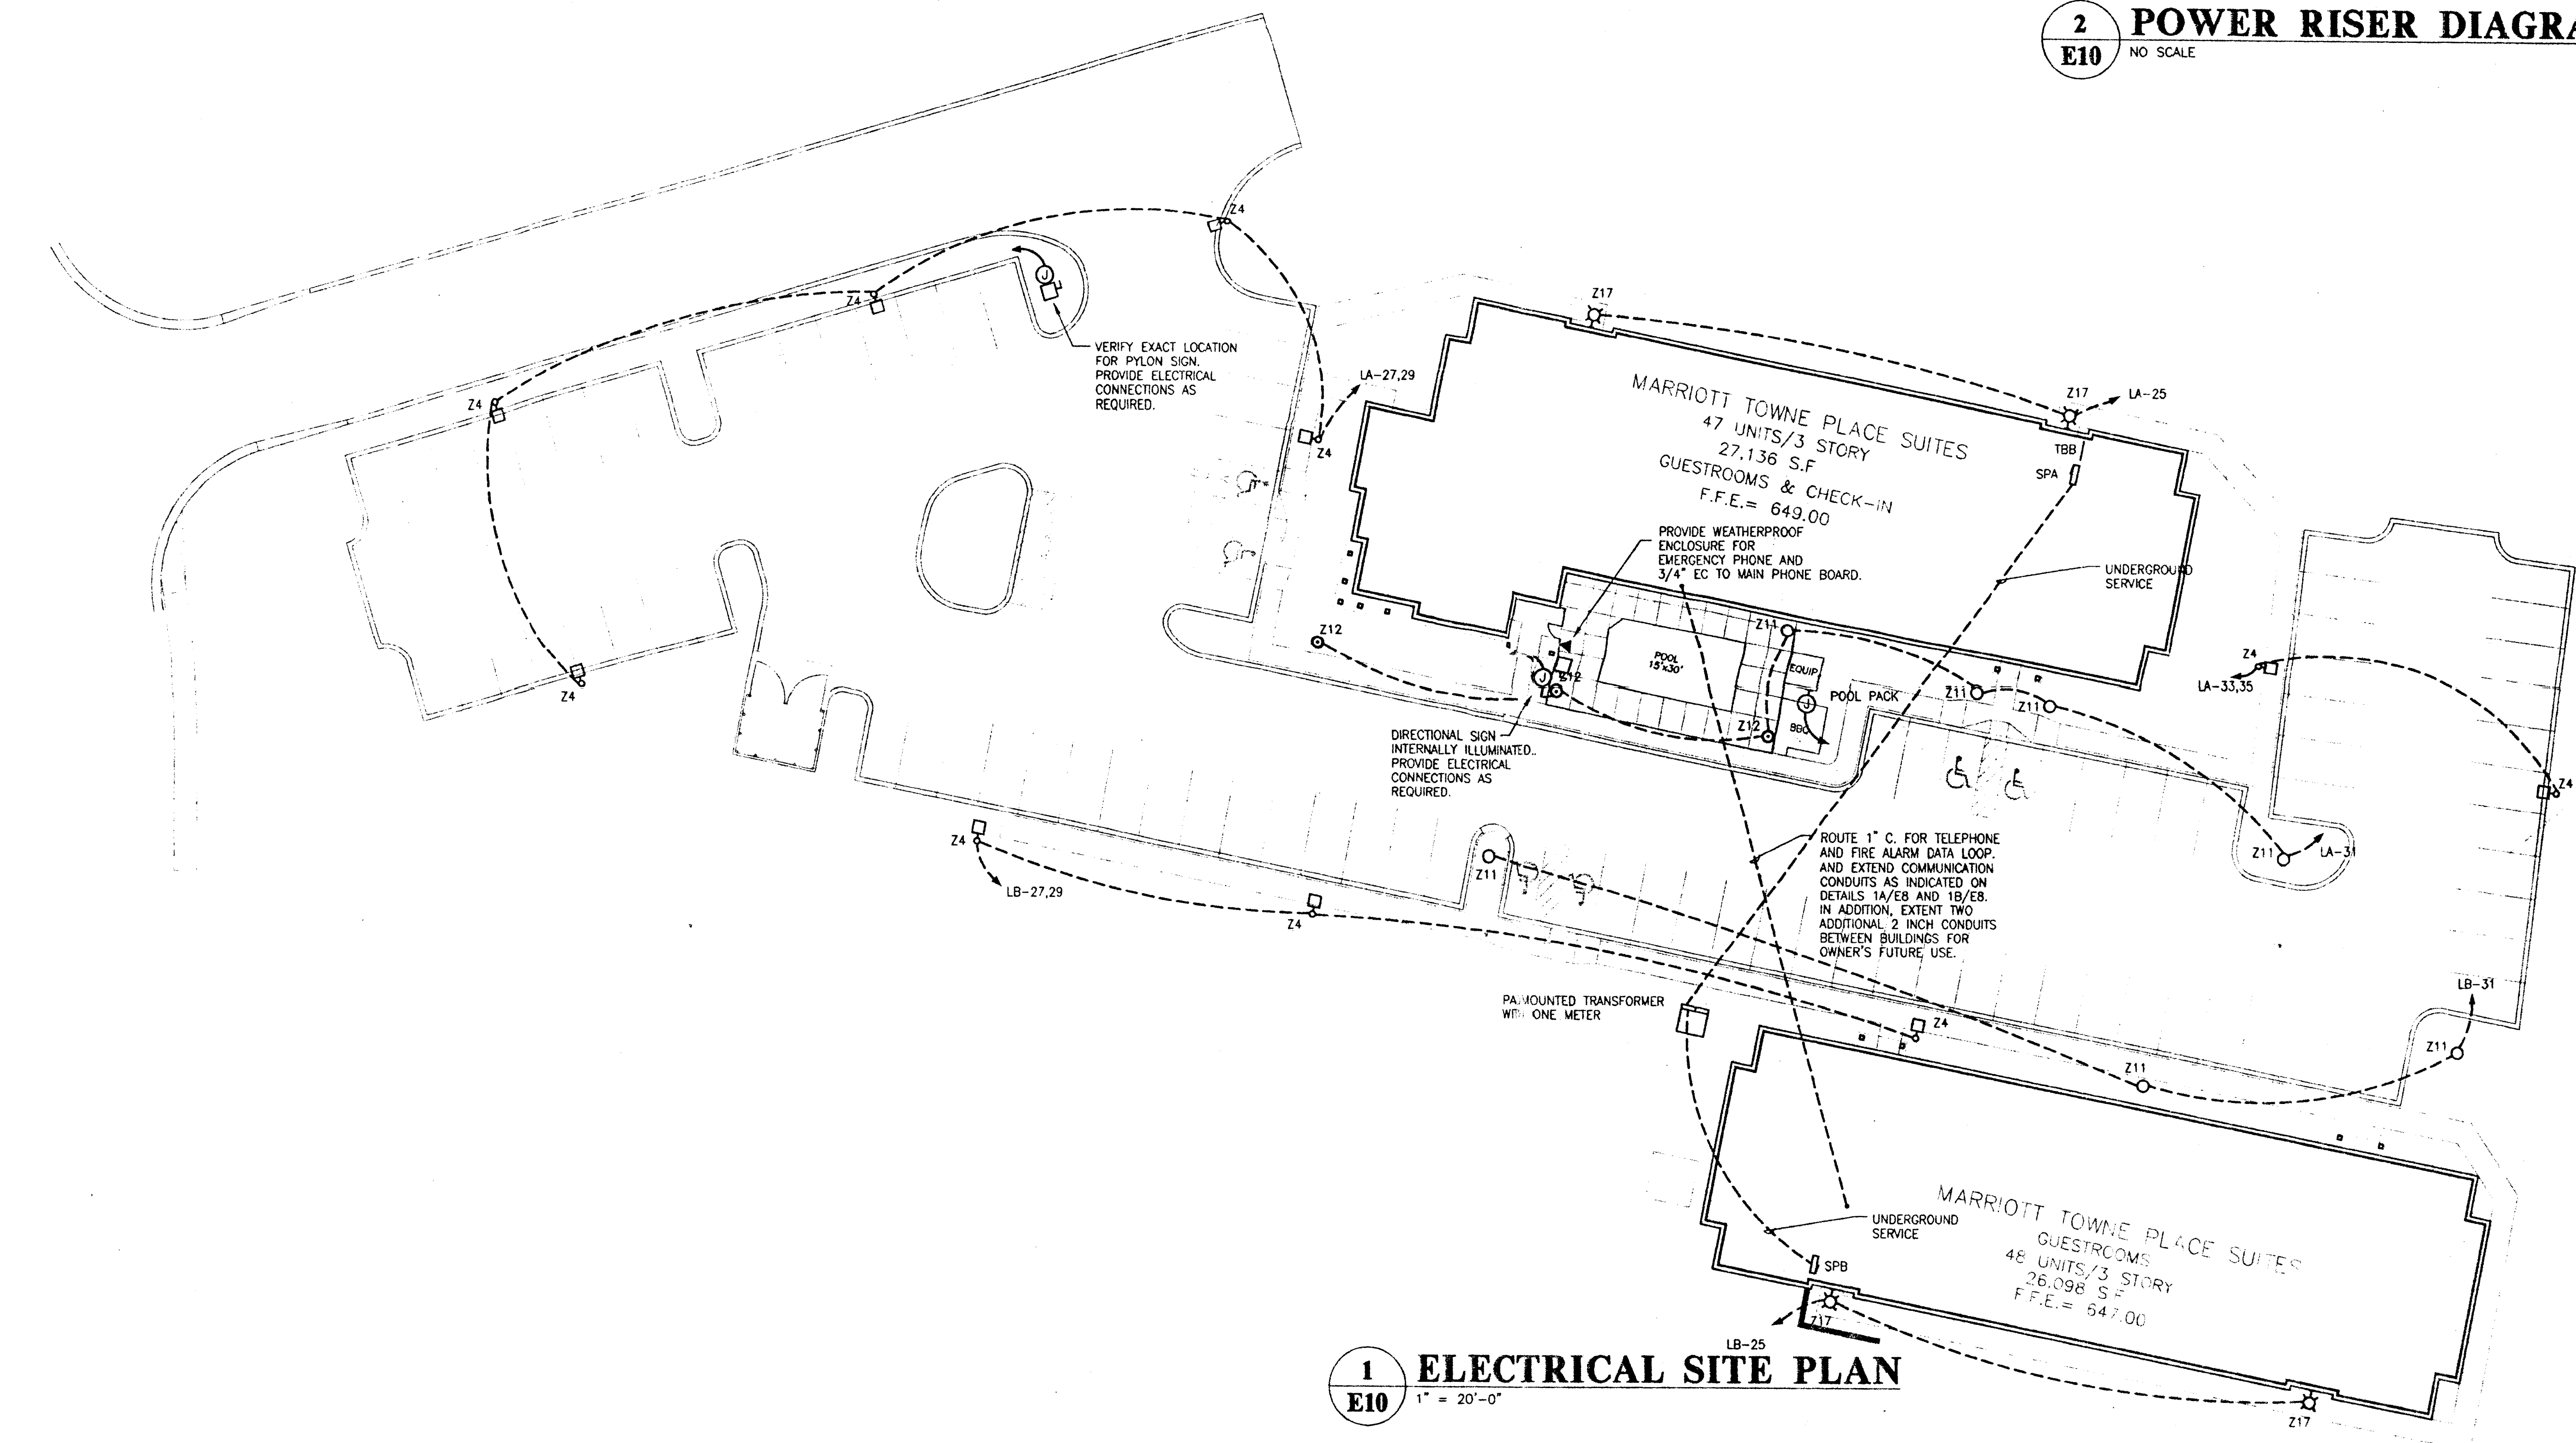 2
E10
POWER RISER DIAGRA
NO SCALE
Z4
Z4
Z4
Z4
Z4
VERIFY EXACT LOCATION
FOR PYLON SIGN.
PROVIDE ELECTRICAL
CONNECTIONS AS
REQUIRED.
J
LA-27,29
Z17
Z17
LA-25
MARRIOTT TOWNE PLACE SUITES
47 UNITS/3 STORY
27,136 S.F
GUESTROOMS & CHECK-IN
F.F.E.= 649.00
TBB
SPA
PROVIDE WEATHERPROOF
ENCLOSURE FOR
EMERGENCY PHONE AND
3/4" EC TO MAIN PHONE BOARD.
UNDERGROUND
SERVICE
Z12
Z11
POOL
15'x30'
EQUIP
J
Z12
POOL PACK
J
Z12
BBQ
Z11
Z11
Z4
LA-33,35
Z4
DIRECTIONAL SIGN
INTERNALLY ILLUMINATED..
PROVIDE ELECTRICAL
CONNECTIONS AS
REQUIRED.
Z4
LB-27,29
Z4
Z11
ROUTE 1" C. FOR TELEPHONE
AND FIRE ALARM DATA LOOP.
AND EXTEND COMMUNICATION
CONDUITS AS INDICATED ON
DETAILS 1A/E8 AND 1B/E8.
IN ADDITION, EXTENT TWO
ADDITIONAL 2 INCH CONDUITS
BETWEEN BUILDINGS FOR
OWNER'S FUTURE USE.
Z11
LA-31
LB-31
Z11
MOUNTED TRANSFORMER
ONE METER
Z4
Z11
MARRIOTT TOWNE PLACE SUITES
GUESTROOMS
48 UNITS/3 STORY
26,098 S.F
F.F.E.= 647.00
UNDERGROUND
SERVICE
SPB
Z17
LB-25
Z17
1
E10
ELECTRICAL SITE PLAN
1" = 20'-0"